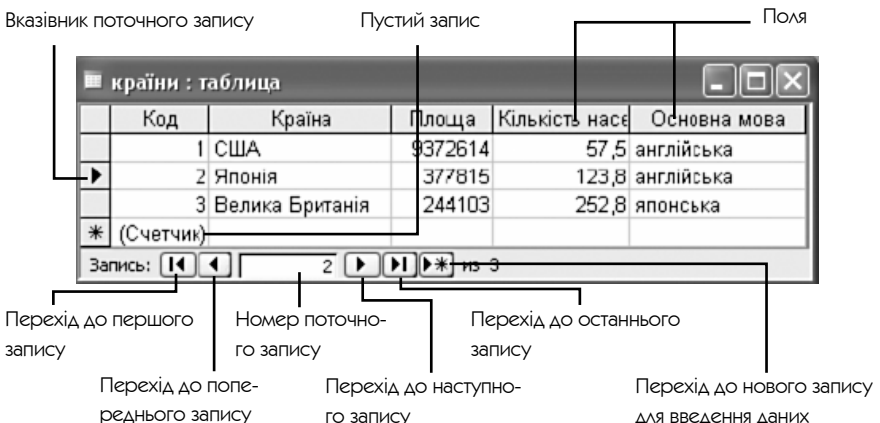 Вказівник поточного запису
Пустий запис
Поля
країни : таблица
Код Країна Площа Кількість насе Основна мова
1 США 9372614 57,5 англійська
2 Японія 377815 123,8 англійська
3 Велика Британія 244103 252,8 японська
(Счетчик)
Запись: 2 из 3
Перехід до першого
запису
Номер поточно-
го запису
Перехід до останнього
запису
Перехід до попе-
реднього запису
Перехід до наступно-
го запису
Перехід до нового запису
для введення даних